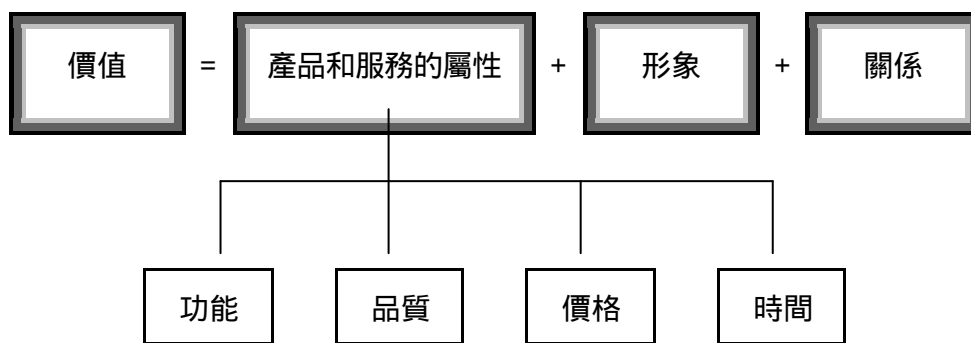 價值 = 產品和服務的屬性 + 形象 + 關係
功能 品質 價格 時間